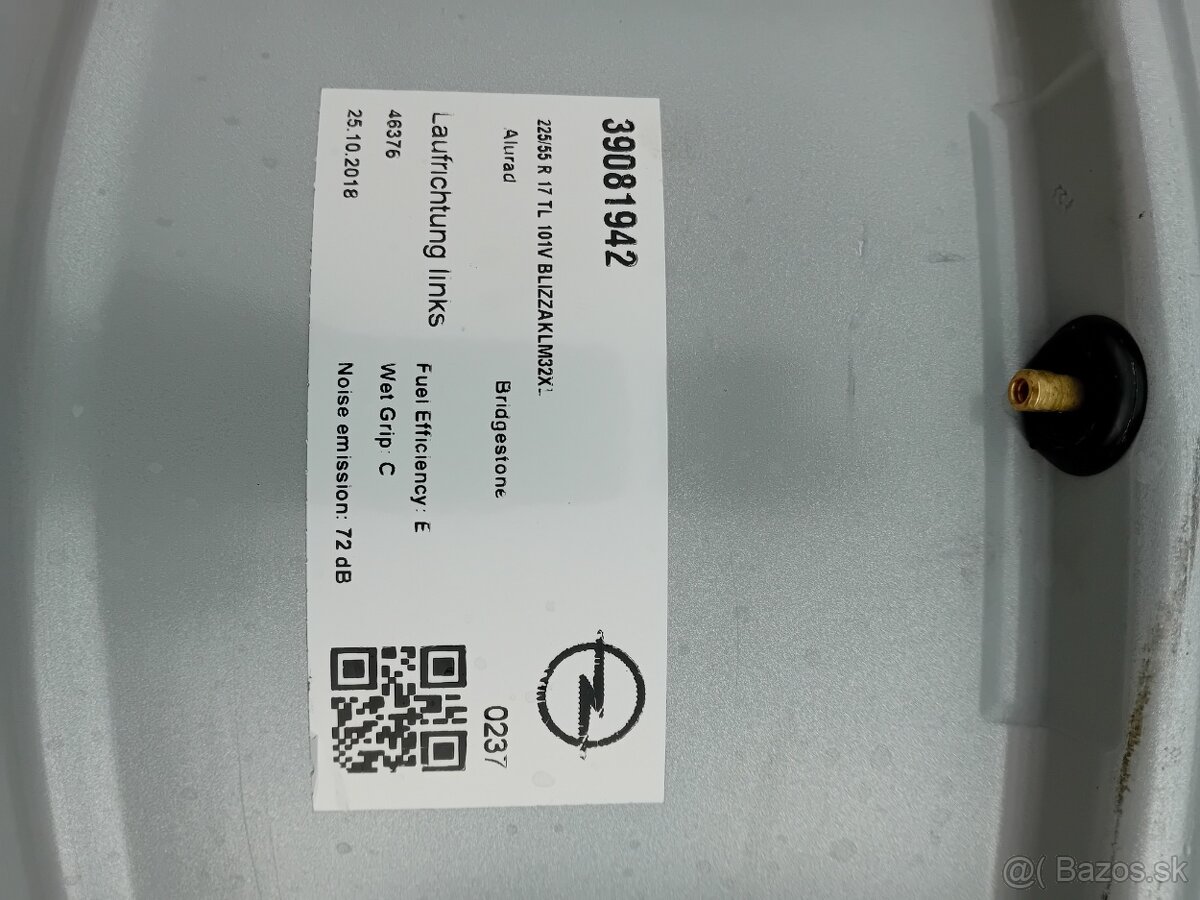 39081942
225/55 R 17 TL 101V BLIZZAKLM32XL
Alurad
Bridgestone
0237
Laufrichtung links
Fuel Efficiency: E
46376
Wet Grip: C
25.10.2018
Noise emission: 72 dB
@( Bazos.sk